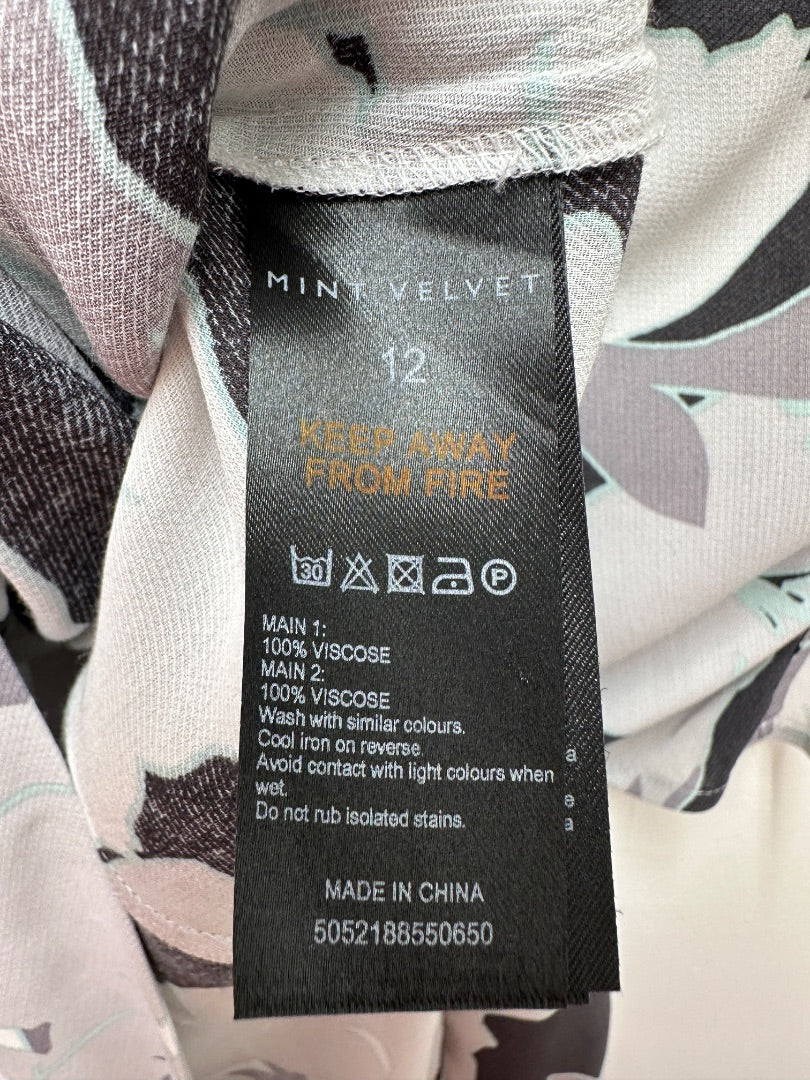 MINT VELVET
12
KEEP AWAY
FROM FIRE
30 P
MAIN 1:
100% VISCOSE
MAIN 2:
100% VISCOSE
Wash with similar colours.
Cool iron on reverse
Avoid contact with light colours when
wet.
Do not rub isolated stains.
a
e
a
MADE IN CHINA
5052188550650